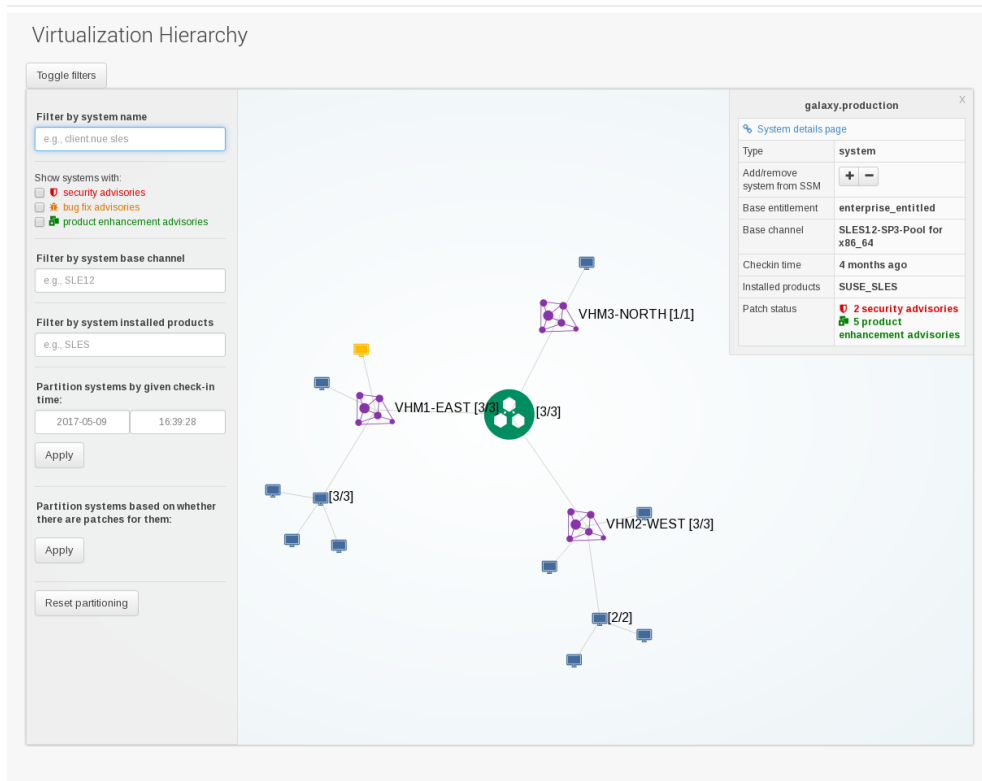 Virtualization Hierarchy
Toggle filters
Filter by system name
e.g., client.nue.sles
Show systems with:
security advisories
bug fix advisories
product enhancement advisories
Filter by system base channel
e.g., SLE12
Filter by system installed products
e.g., SLES
Partition systems by given check-in
time:
2017-05-09 16:39:28
Apply
Partition systems based on whether
there are patches for them:
Apply
Reset partitioning
VHM3-NORTH [1/1]
VHM1-EAST [3/3]
[3/3]
[3/3]
VHM2-WEST [3/3]
[2/2]
galaxy.production X
System details page
Type system
Add/remove
system from SSM
Base entitlement enterprise_entitled
Base channel SLES12-SP3-Pool for
x86_64
Checkin time 4 months ago
Installed products SUSE_SLES
Patch status 2 security advisories
5 product
enhancement advisories